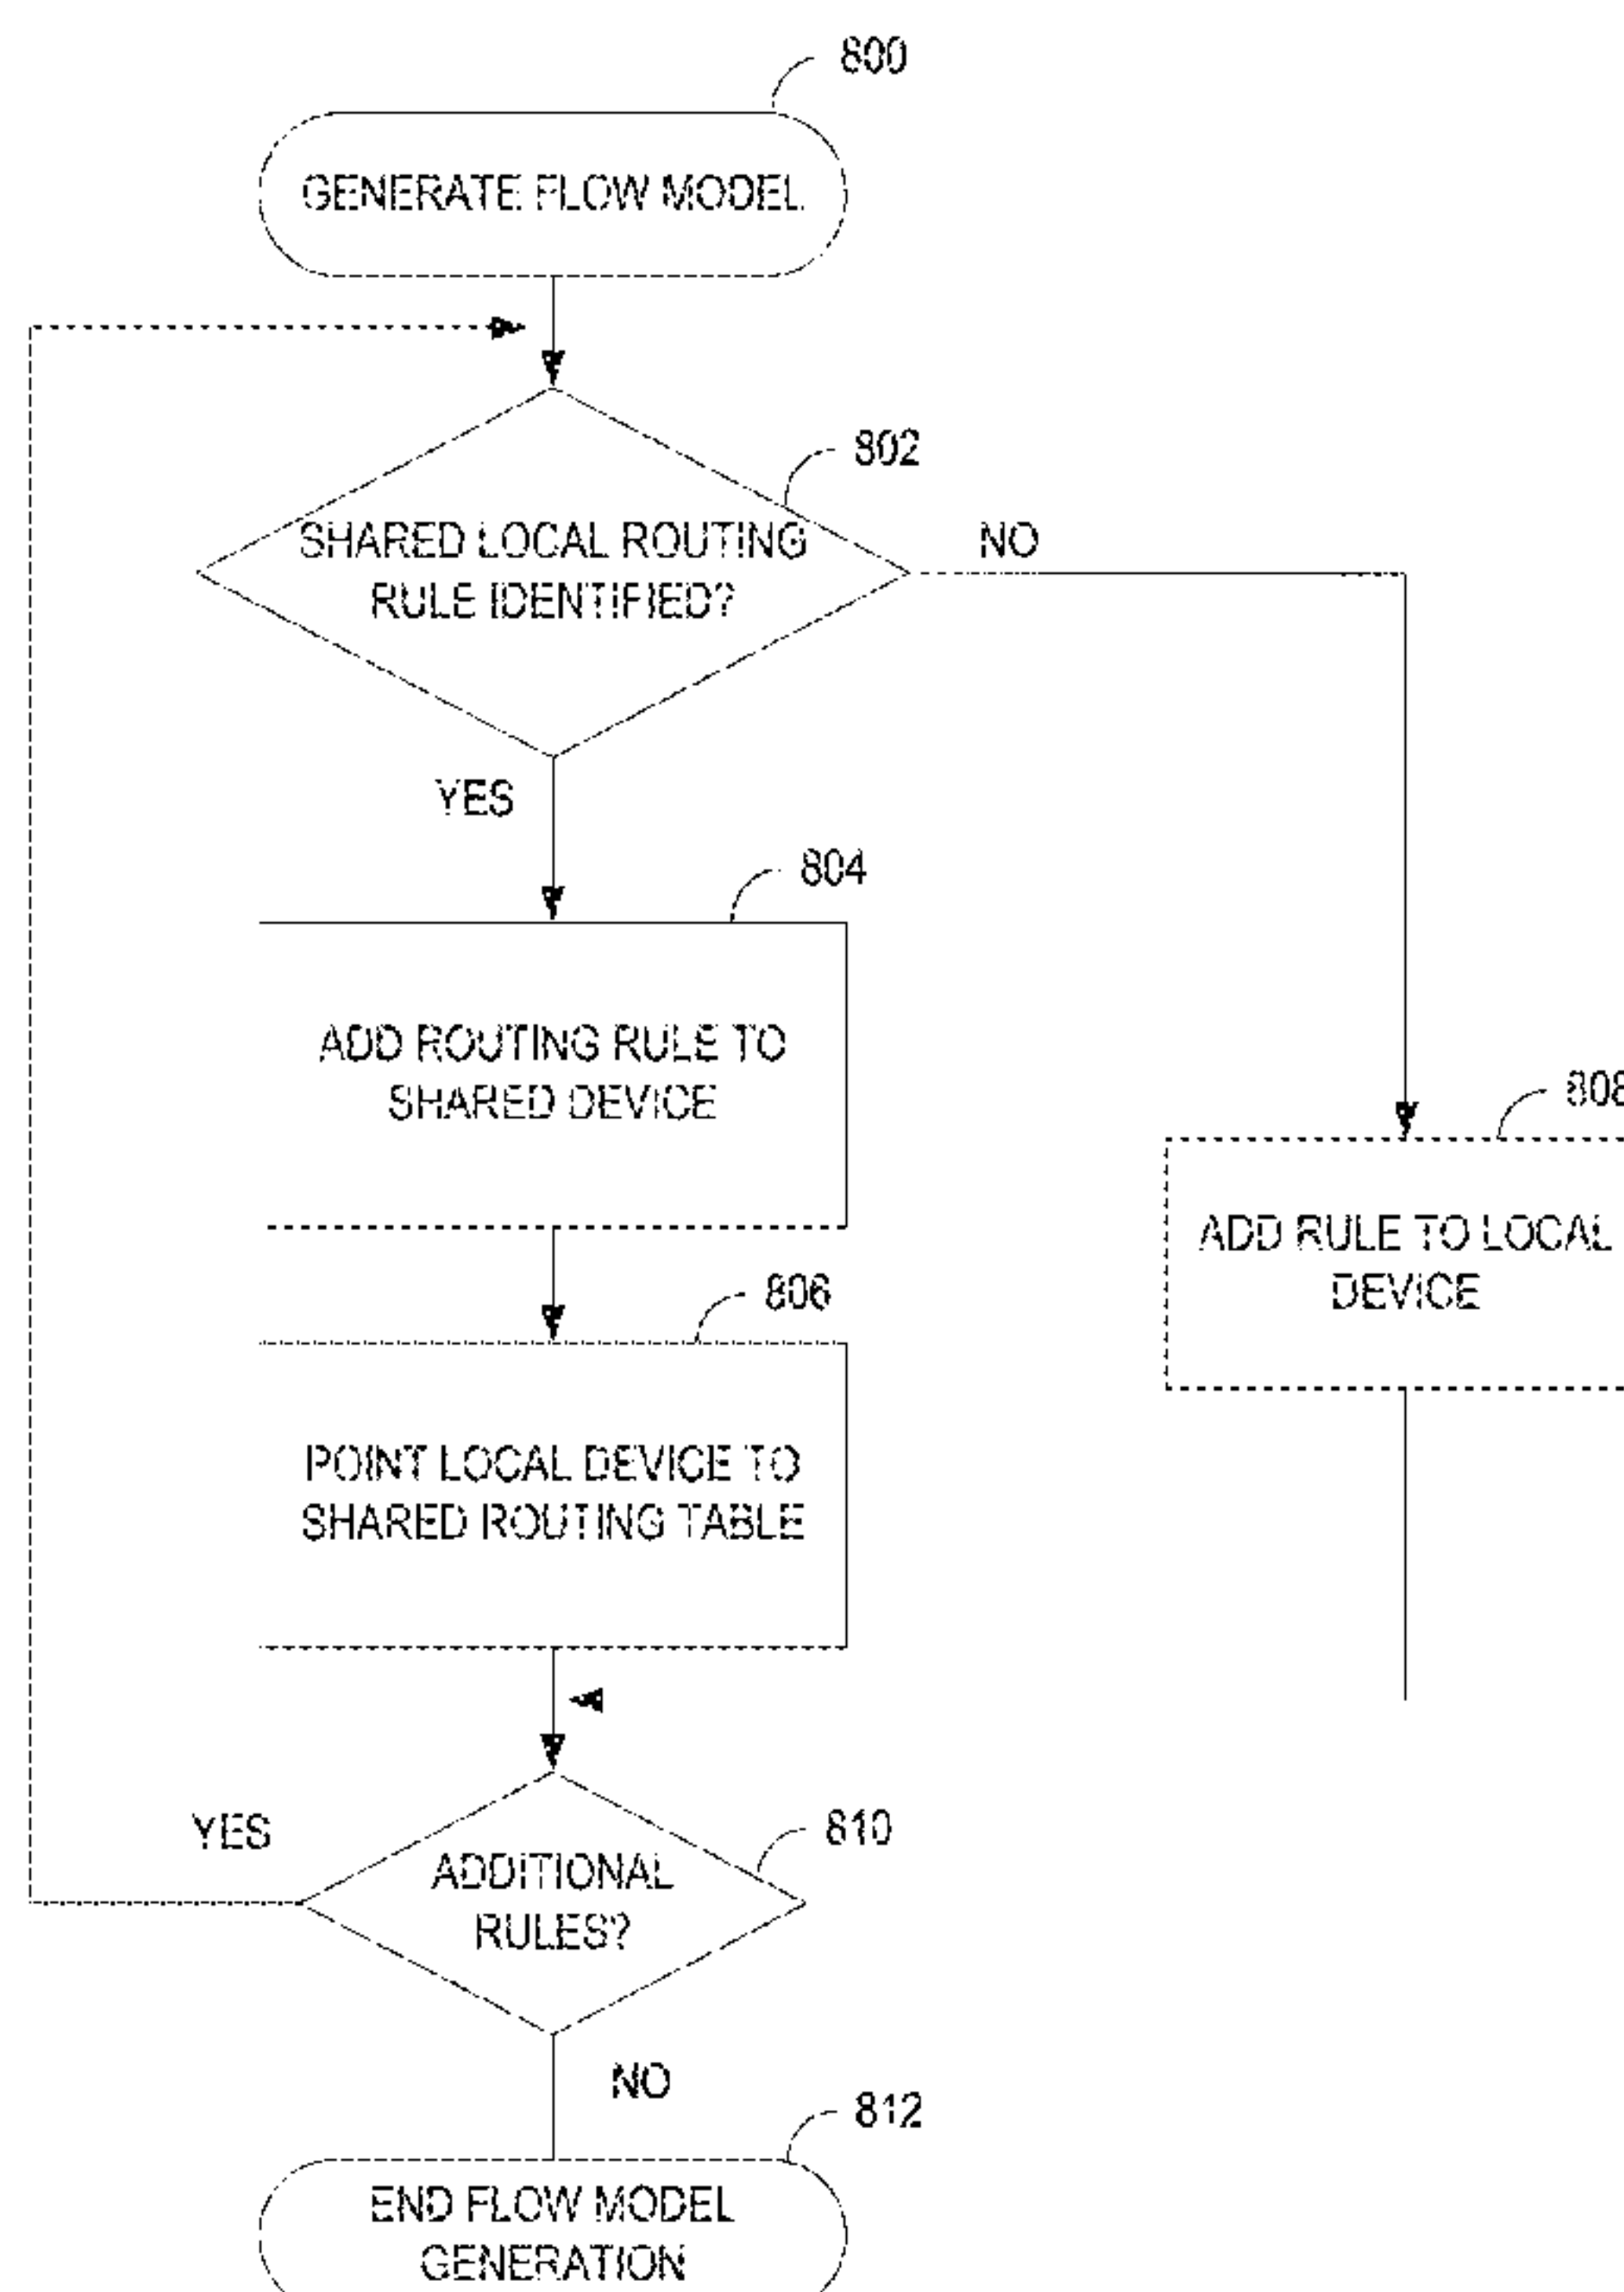 800
GENERATE FLOW MODEL
802
SHARED LOCAL ROUTING
RULE IDENTIFIED?
NO
YES
804
ADD ROUTING RULE TO
SHARED DEVICE
808
ADD RULE TO LOCAL
DEVICE
806
POINT LOCAL DEVICE TO
SHARED ROUTING TABLE
YES
810
ADDITIONAL
RULES?
NO
812
END FLOW MODEL
GENERATION